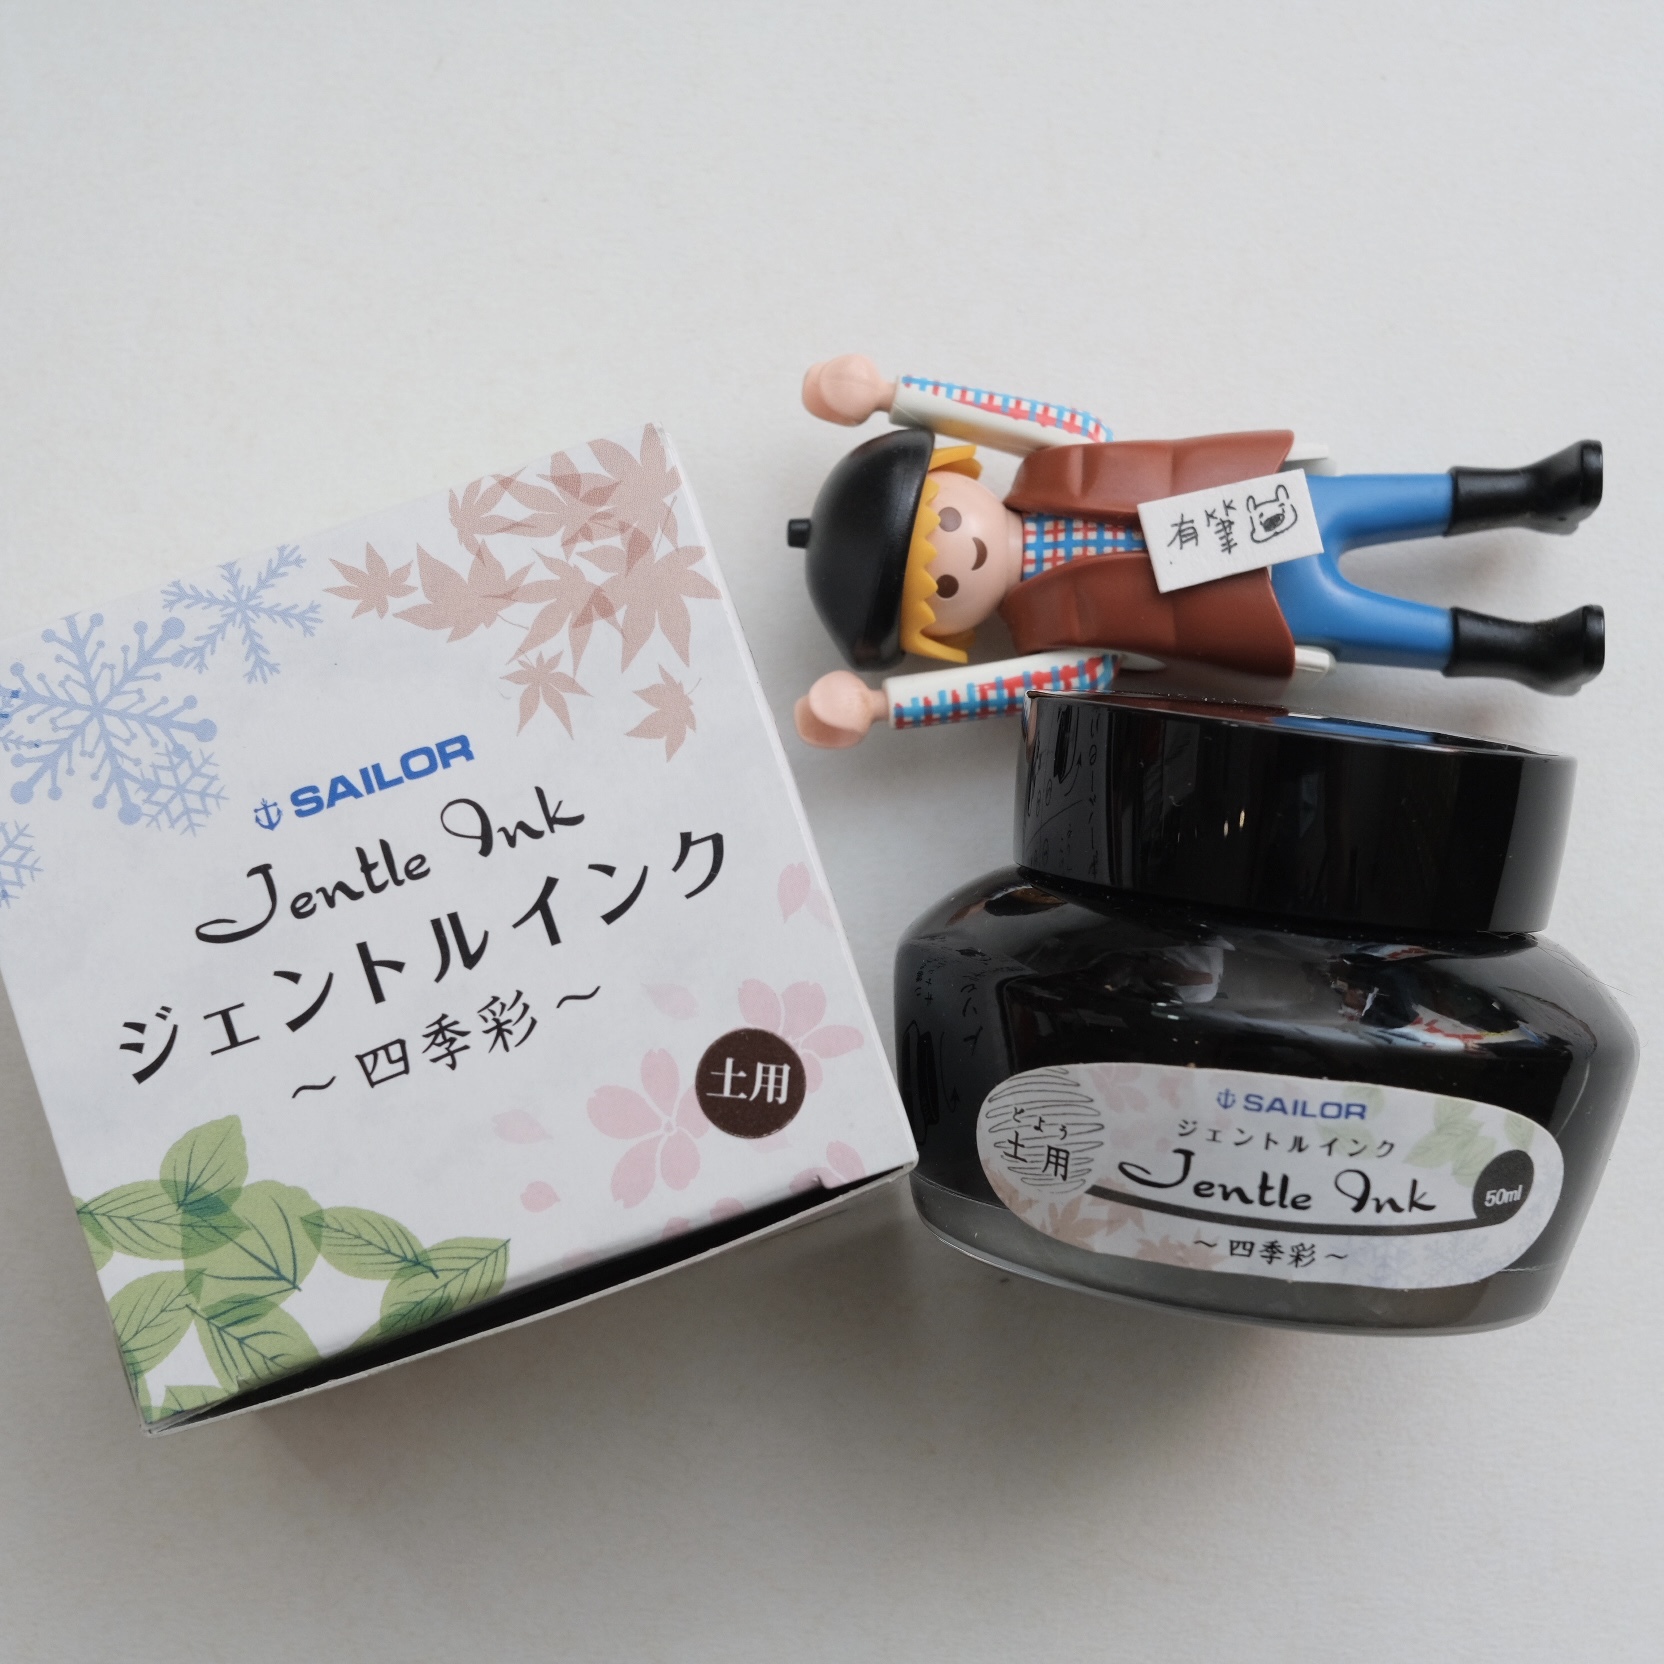 SAILOR
Jentle Ink
ジェントルインク
～四季彩～
土用
有筆
SAILOR
ジェントルインク
Jentle Ink
～四季彩～
とよう
土用
50ml